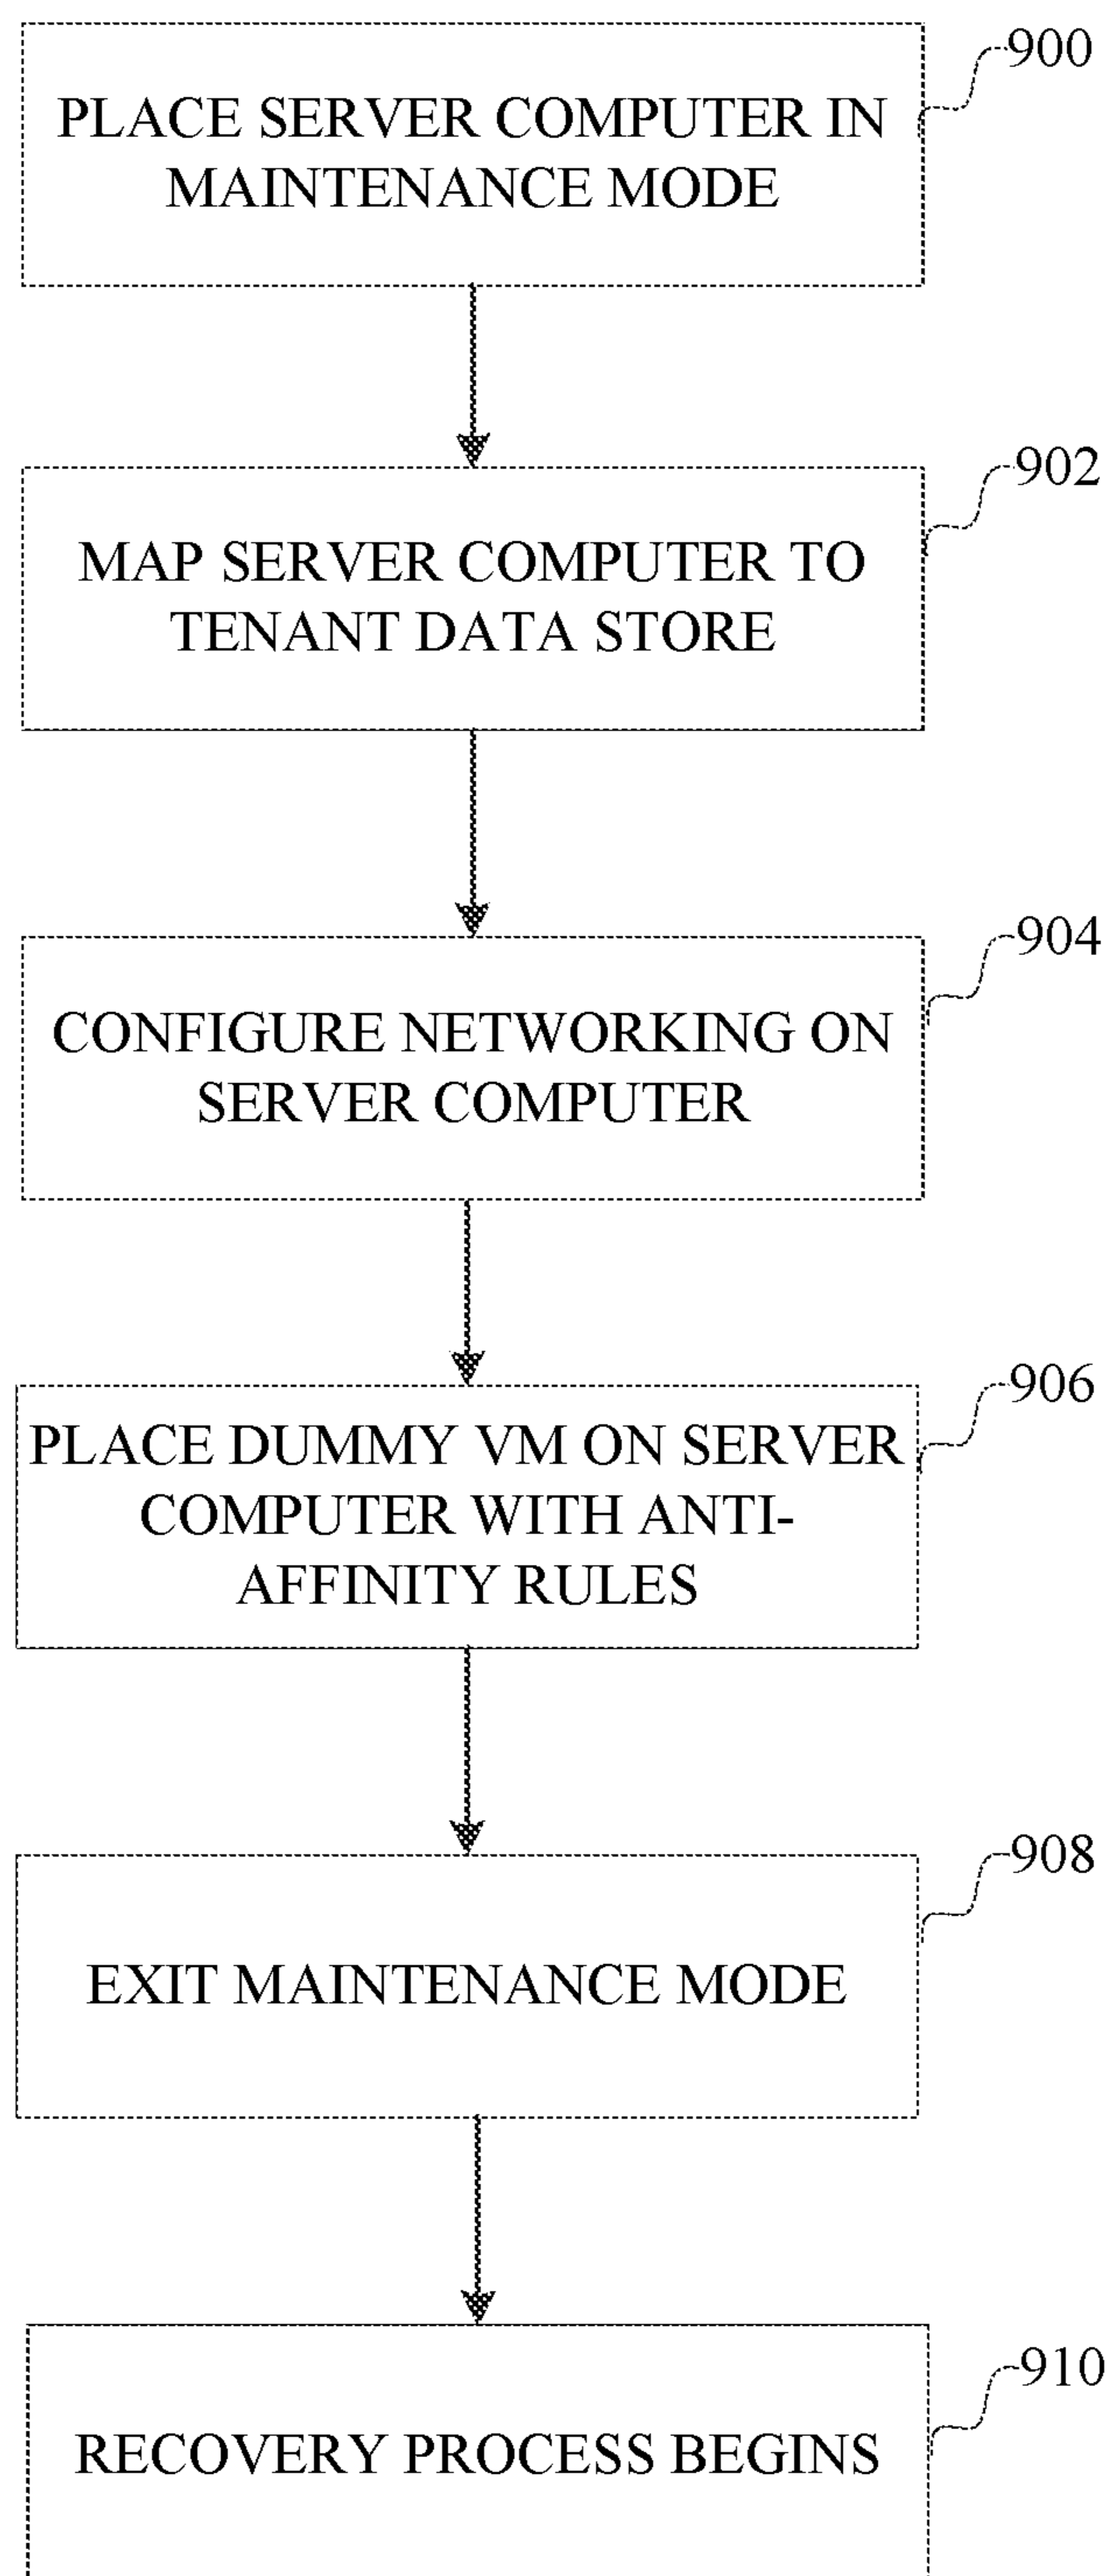 900
PLACE SERVER COMPUTER IN
MAINTENANCE MODE
902
MAP SERVER COMPUTER TO
TENANT DATA STORE
904
CONFIGURE NETWORKING ON
SERVER COMPUTER
906
PLACE DUMMY VM ON SERVER
COMPUTER WITH ANTI-
AFFINITY RULES
908
EXIT MAINTENANCE MODE
910
RECOVERY PROCESS BEGINS